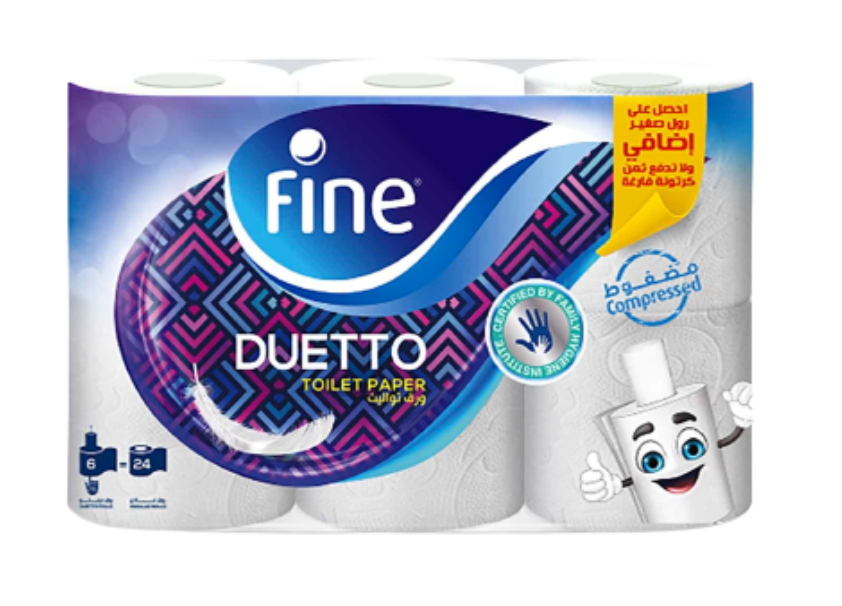 fine®
DUETTO
TOILET PAPER
ورق تواليت
احصل على
رول صغير
إضافي
ولا تدفع ثمن
كرتونة فارغة
مضغوط
Compressed
CERTIFIED BY FAMILY HYGIENE INSTITUTE
6 = 24